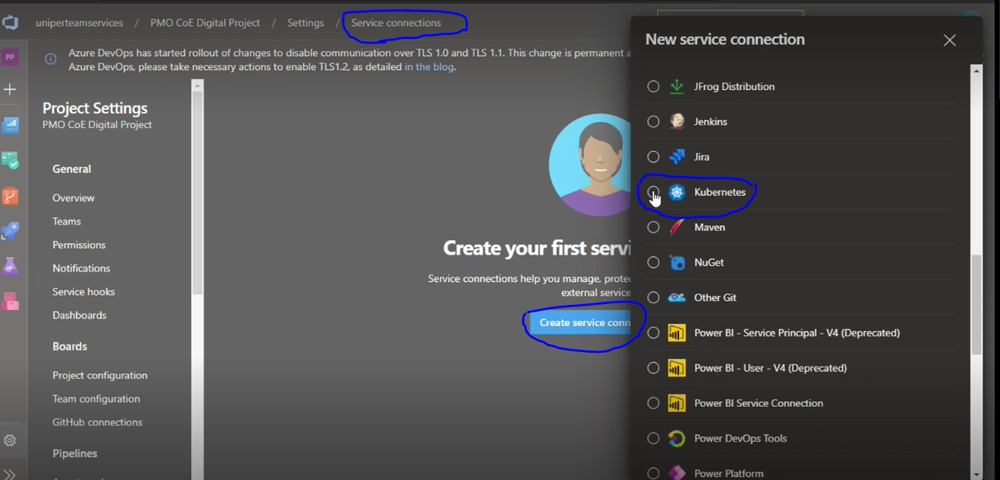 uniperteamservices / PMO CoE Digital Project / Settings / Service connections
Azure DevOps has started rollout of changes to disable communication over TLS 1.0 and TLS 1.1. This change is permanent a
Azure DevOps, please take necessary actions to enable TLS1.2, as detailed in the blog.
PP
Project Settings
PMO CoE Digital Project
General
Overview
Teams
Permissions
Notifications
Service hooks
Dashboards
Boards
Project configuration
Team configuration
GitHub connections
Pipelines
Create your first servi
Service connections help you manage, protec
external service
Create service conn
New service connection
JFrog Distribution
Jenkins
Jira
Kubernetes
Maven
NuGet
Other Git
Power BI - Service Principal - V4 (Deprecated)
Power BI - User - V4 (Deprecated)
Power BI Service Connection
Power DevOps Tools
Power Platform